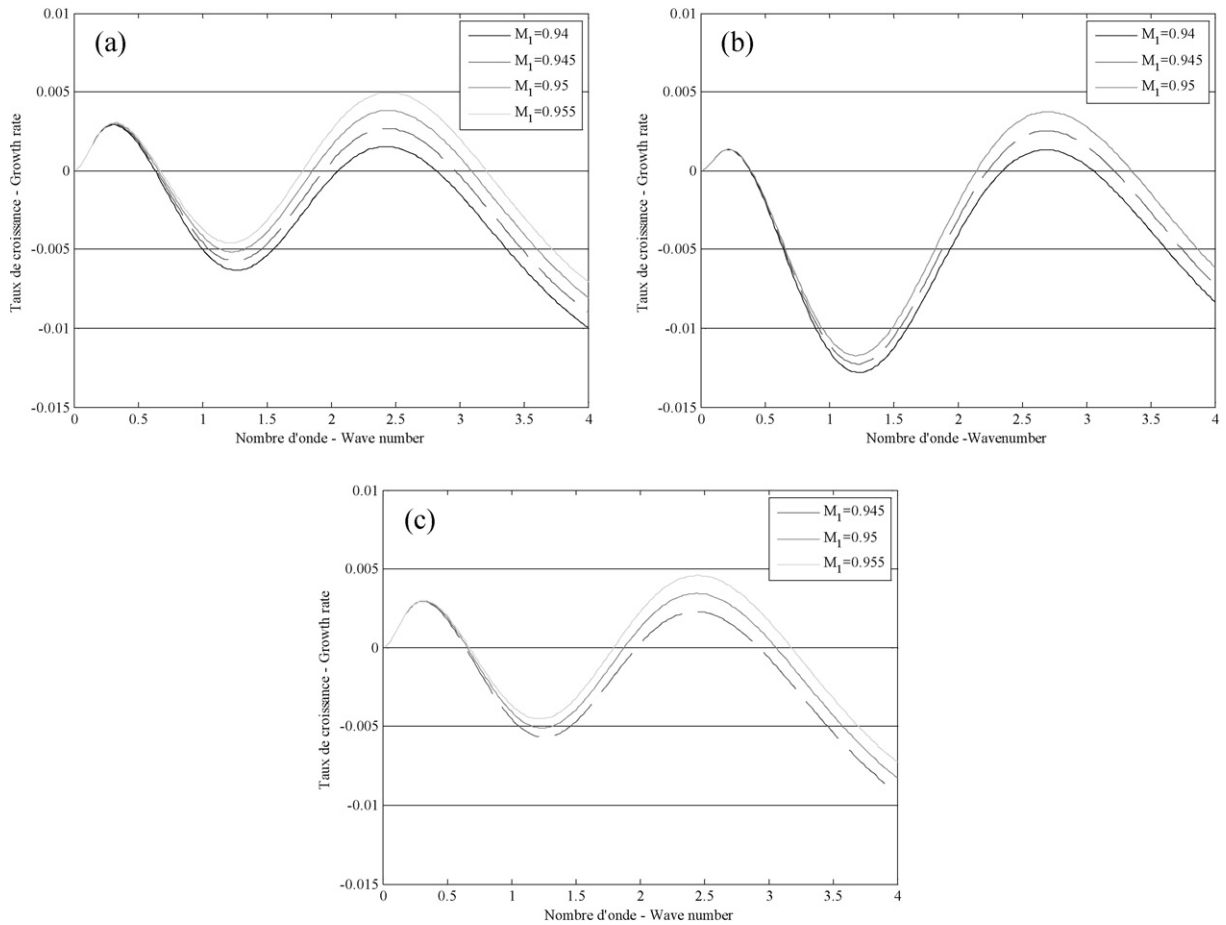 (a)
M1=0.94
M1=0.945
M1=0.95
M1=0.955
0.01
0.005
0
-0.005
-0.01
-0.015
Taux de croissance - Growth rate
0 0.5 1 1.5 2 2.5 3 3.5 4
Nombre d'onde - Wave number
(b)
M1=0.94
M1=0.945
M1=0.95
0.01
0.005
0
-0.005
-0.01
-0.015
Taux de croissance - Growth rate
0 0.5 1 1.5 2 2.5 3 3.5 4
Nombre d'onde -Wavenumber
(c)
M1=0.945
M1=0.95
M1=0.955
0.01
0.005
0
-0.005
-0.01
-0.015
Taux de croissance - Growth rate
0 0.5 1 1.5 2 2.5 3 3.5 4
Nombre d'onde - Wave number